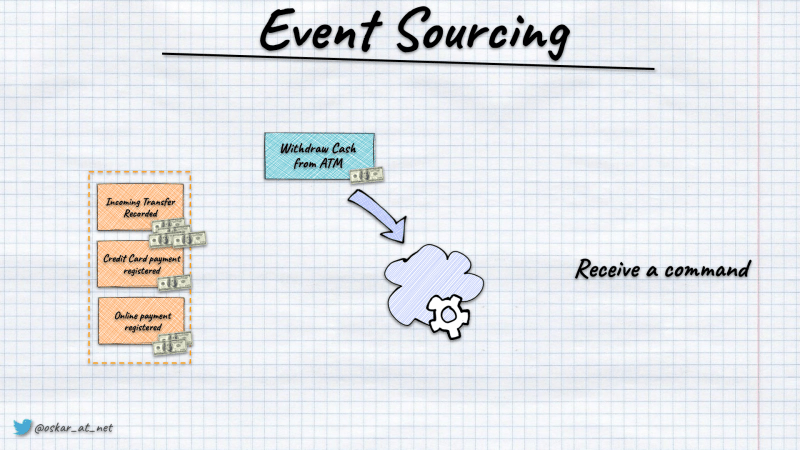 Event Sourcing
Withdraw Cash
from ATM
Incoming Transfer
Recorded
Credit Card payment
registered
Online payment
registered
Receive a command
@oskar_at_net